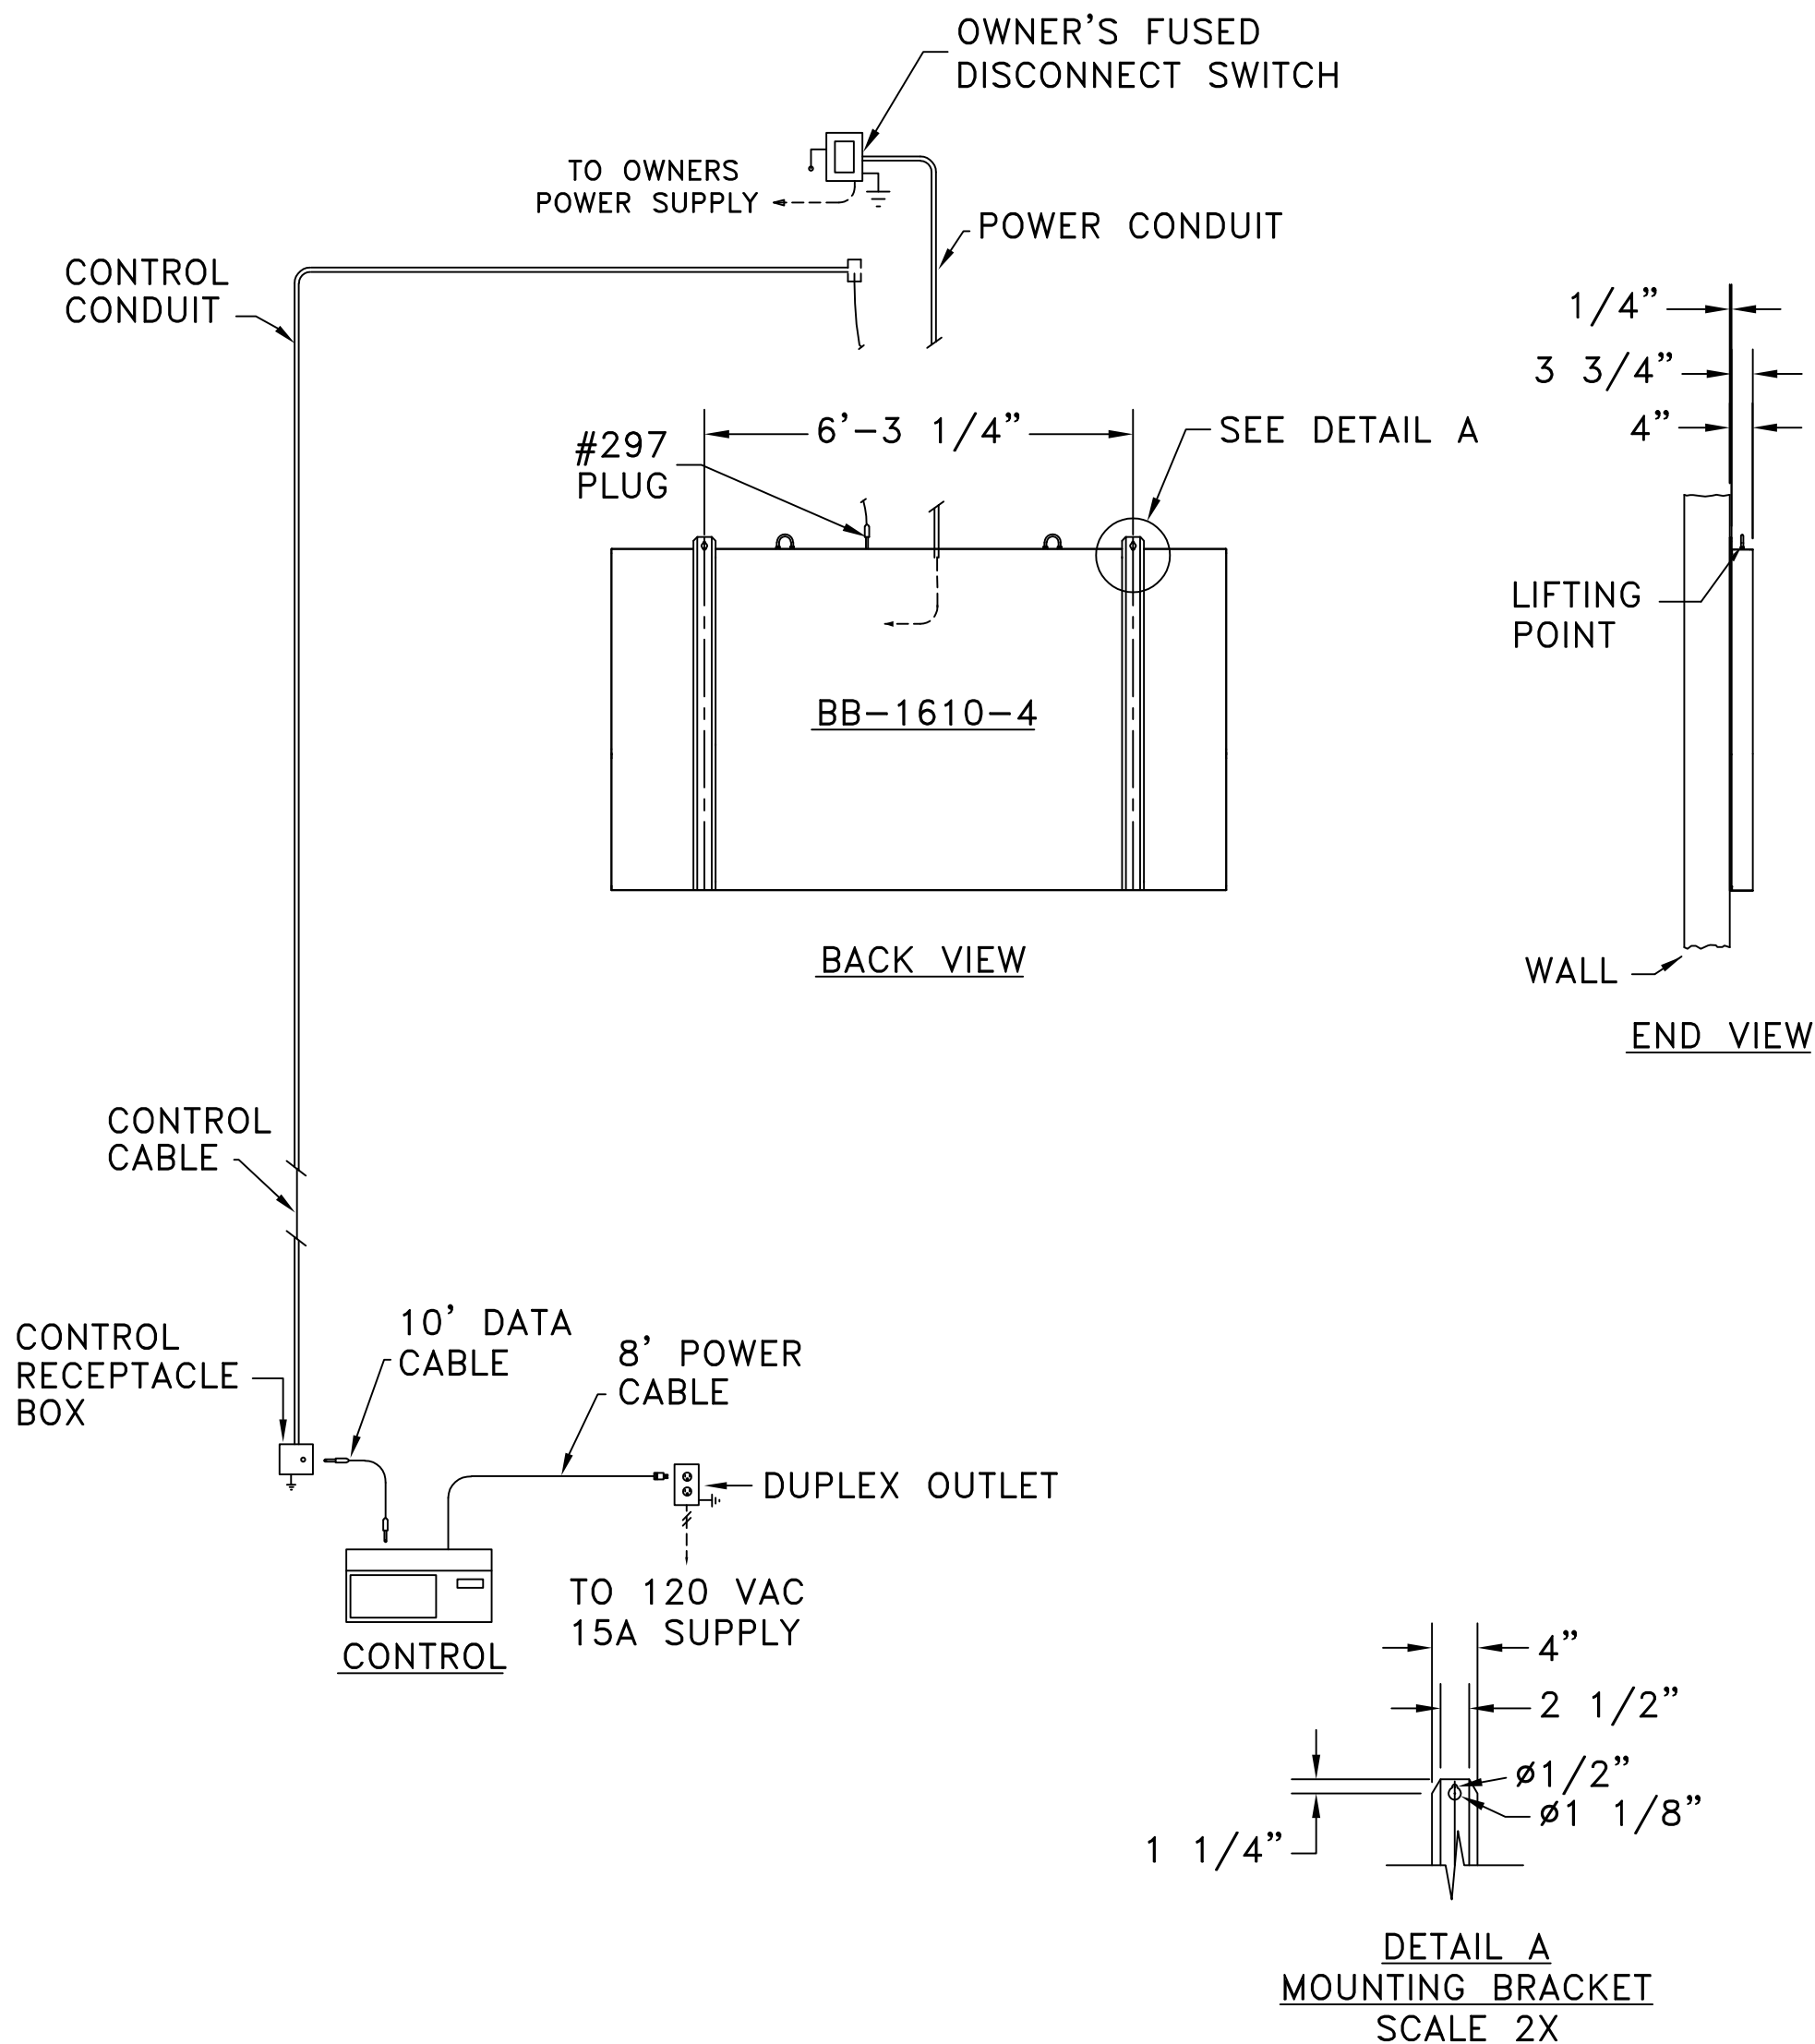 OWNER'S FUSED
DISCONNECT SWITCH
TO OWNERS
POWER SUPPLY
POWER CONDUIT
CONTROL
CONDUIT
1/4"
3 3/4"
4"
6'-3 1/4"
SEE DETAIL A
#297
PLUG
LIFTING
POINT
BB-1610-4
BACK VIEW
WALL
END VIEW
CONTROL
CABLE
10' DATA
CABLE
8' POWER
CABLE
CONTROL
RECEPTACLE
BOX
DUPLEX OUTLET
TO 120 VAC
15A SUPPLY
CONTROL
4"
2 1/2"
ø1/2"
ø1 1/8"
1 1/4"
DETAIL A
MOUNTING BRACKET
SCALE 2X